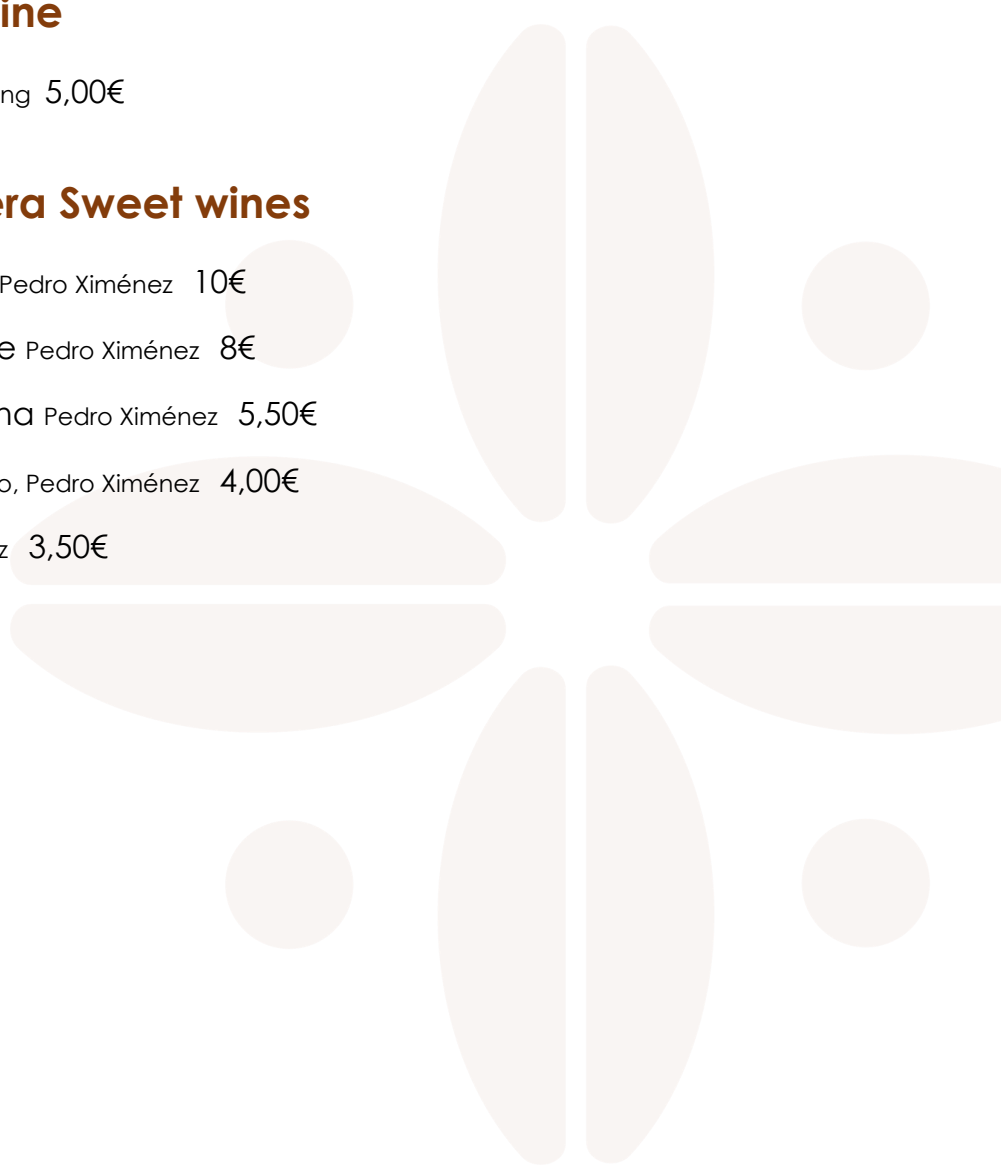 ine
ng 5,00€
era Sweet wines
Pedro Ximénez 10€
e Pedro Ximénez 8€
na Pedro Ximénez 5,50€
o, Pedro Ximénez 4,00€
z 3,50€